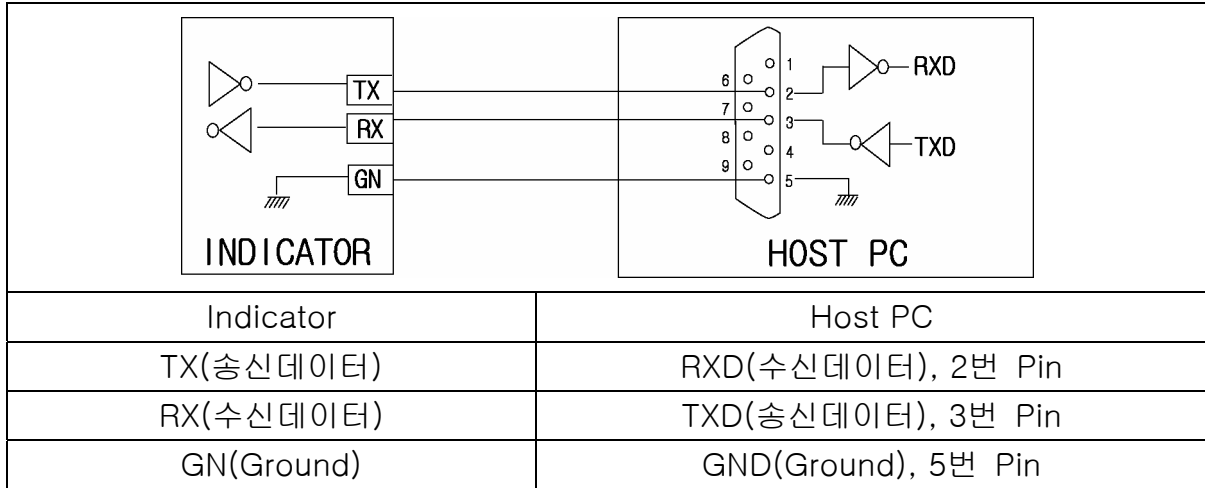 TX
RX
GN
INDICATOR
1
2
3
4
5
6
7
8
9
RXD
TXD
HOST PC
Indicator Host PC
TX(송신데이터) RXD(수신데이터), 2번 Pin
RX(수신데이터) TXD(송신데이터), 3번 Pin
GN(Ground) GND(Ground), 5번 Pin